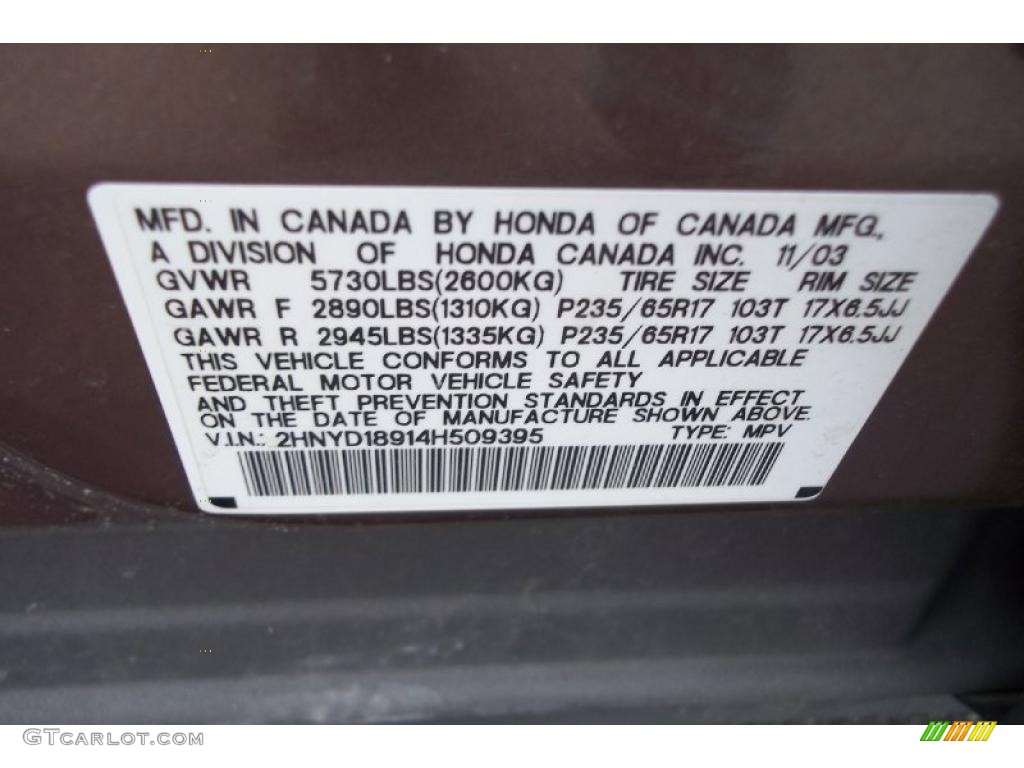 MFD. IN CANADA BY HONDA OF CANADA MFG.,
A DIVISION OF HONDA CANADA INC. 11/03
GVWR 5730LBS(2600KG) TIRE SIZE RIM SIZE
GAWR F 2890LBS(1310KG) P235/65R17 103T 17X6.5JJ
GAWR R 2945LBS(1335KG) P235/65R17 103T 17X6.5JJ
THIS VEHICLE CONFORMS TO ALL APPLICABLE
FEDERAL MOTOR VEHICLE SAFETY
AND THEFT PREVENTION STANDARDS IN EFFECT
ON THE DATE OF MANUFACTURE SHOWN ABOVE.
V.I.N.: 2HNYD18914H509395 TYPE: MPV
GTCarLot.com